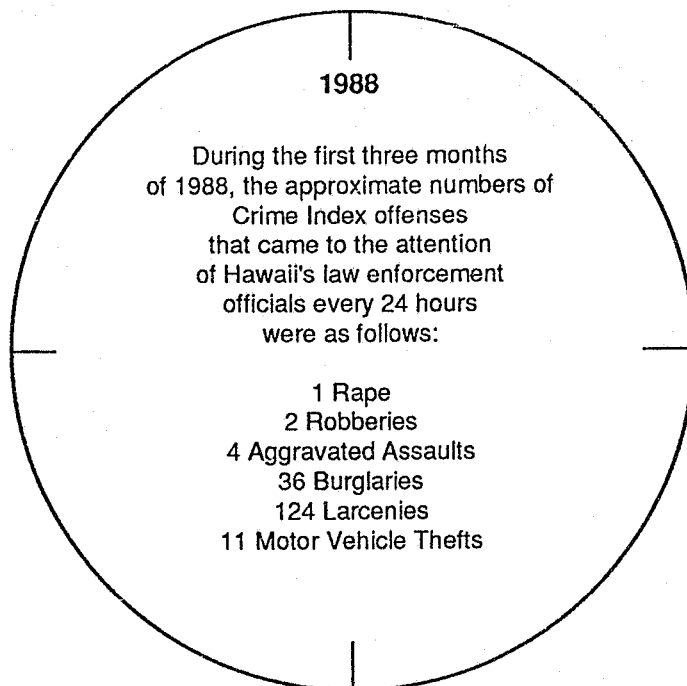 1988
During the first three months
of 1988, the approximate numbers of
Crime Index offenses
that came to the attention
of Hawaii's law enforcement
officials every 24 hours
were as follows:
1 Rape
2 Robberies
4 Aggravated Assaults
36 Burglaries
124 Larcenies
11 Motor Vehicle Thefts